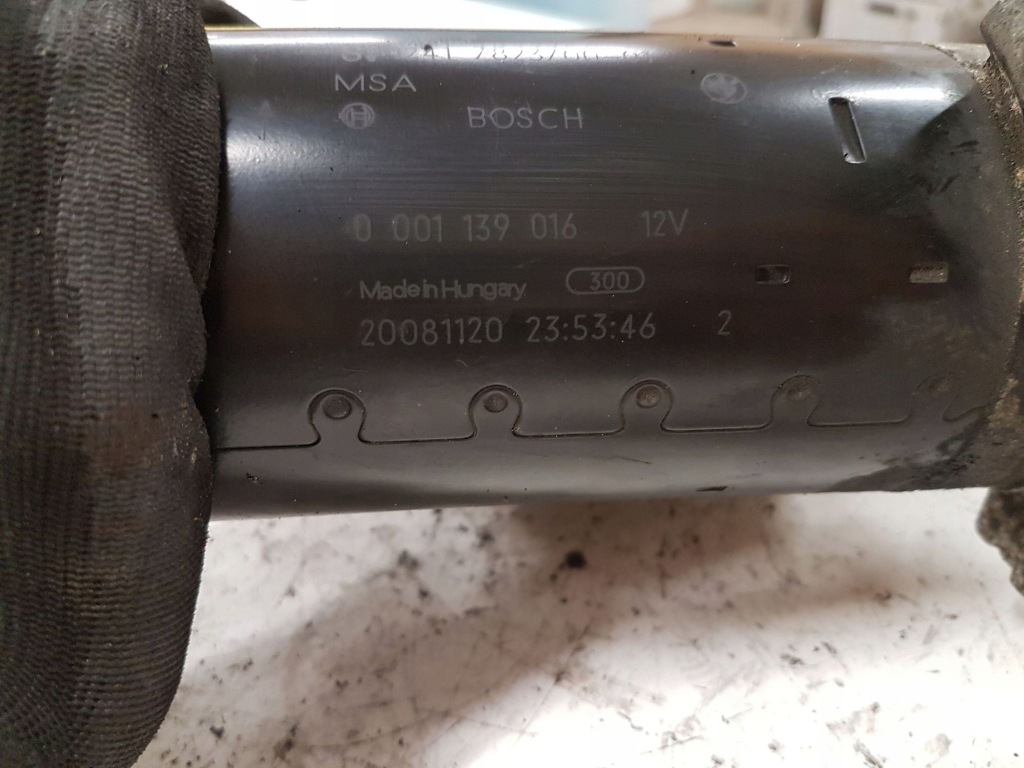 MSA
BOSCH
0 001 139 016 12V
Made in Hungary 300
20081120 23:53:46 2